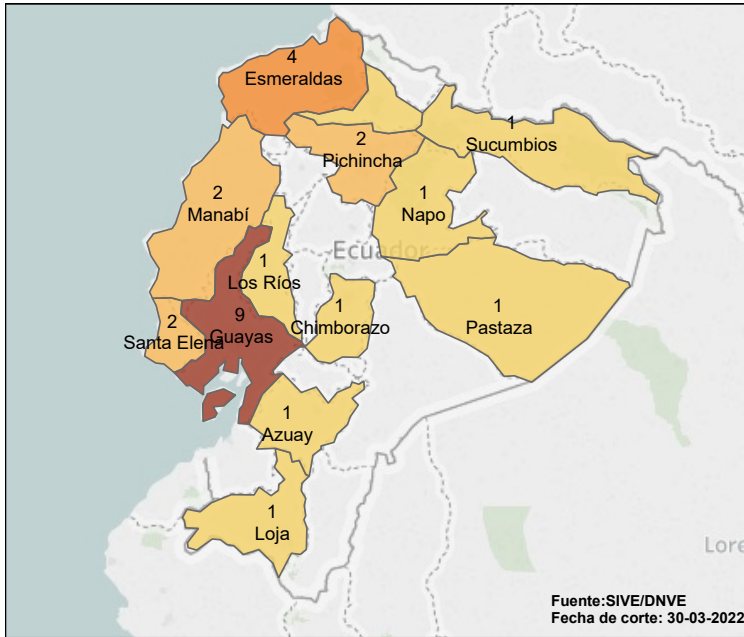 4
Esmeraldas
1
Sucumbios
2
Pichincha
2
Manabí
1
Napo
Ecuador
1
Los Ríos
1
Chimborazo
1
Pastaza
2
Santa Elena
9
Guayas
1
Azuay
1
Loja
Lore
Fuente:SIVE/DNVE
Fecha de corte: 30-03-2022